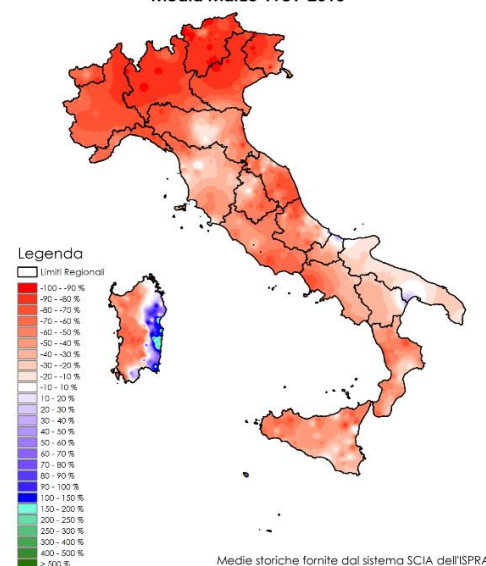 Legenda
Limiti Regionali
-100 - -90 %
-90 - -80 %
-80 - -70 %
-70 - -60 %
-60 - -50 %
-50 - -40 %
-40 - -30 %
-30 - -20 %
-20 - -10 %
-10 - 10 %
10 - 20 %
20 - 30 %
30 - 40 %
40 - 50 %
50 - 60 %
60 - 70 %
70 - 80 %
80 - 90 %
90 - 100 %
100 - 150 %
150 - 200 %
200 - 250 %
250 - 300 %
300 - 400 %
400 - 500 %
> 500 %
Medie storiche fornite dal sistema SCIA dell'ISPRA